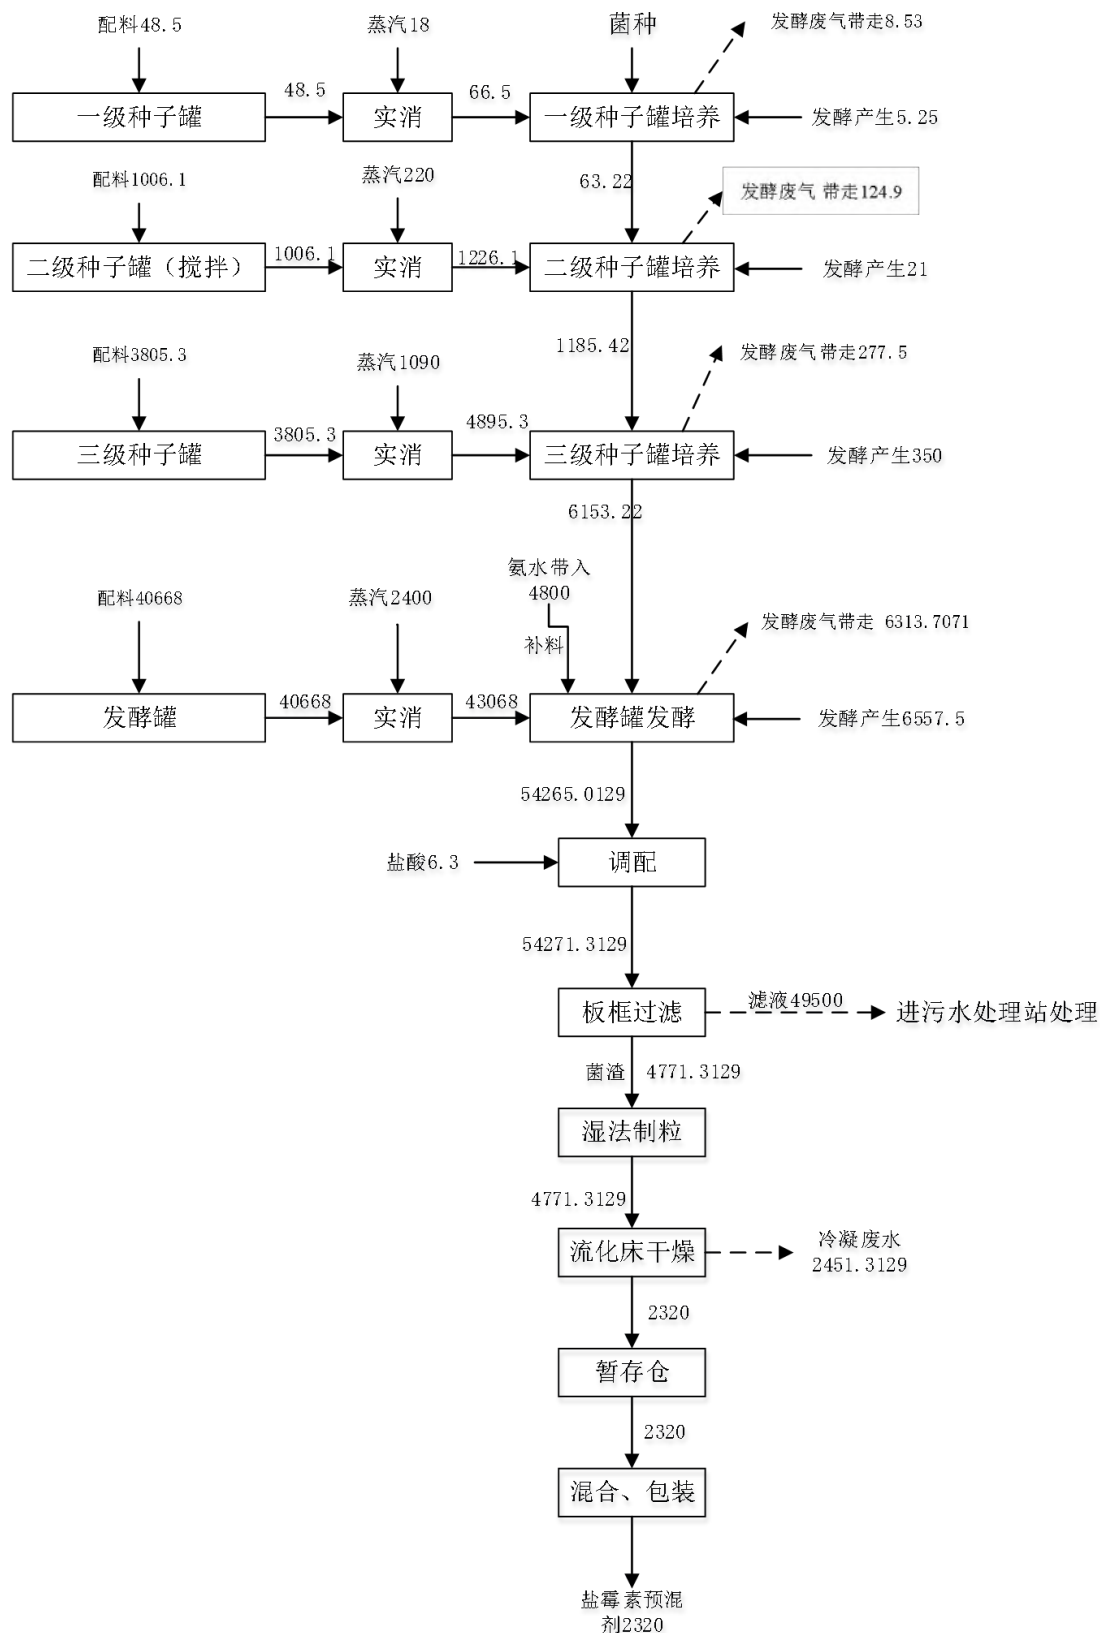 配料48.5
蒸汽18
菌种
发酵废气带走8.53
48.5
66.5
一级种子罐
实消
一级种子罐培养
发酵产生5.25
配料1006.1
蒸汽220
63.22
发酵废气 带走124.9
1006.1
1226.1
二级种子罐（搅拌）
实消
二级种子罐培养
发酵产生21
配料3805.3
蒸汽1090
1185.42
发酵废气带走277.5
3805.3
4895.3
三级种子罐
实消
三级种子罐培养
发酵产生350
6153.22
氨水带入
4800
配料40668
蒸汽2400
补料
发酵废气带走 6313.7071
40668
43068
发酵罐
实消
发酵罐发酵
发酵产生6557.5
54265.0129
盐酸6.3
调配
54271.3129
板框过滤
滤液49500
进污水处理站处理
菌渣 4771.3129
湿法制粒
4771.3129
流化床干燥
冷凝废水
2451.3129
2320
暂存仓
2320
混合、包装
盐霉素预混
剂2320